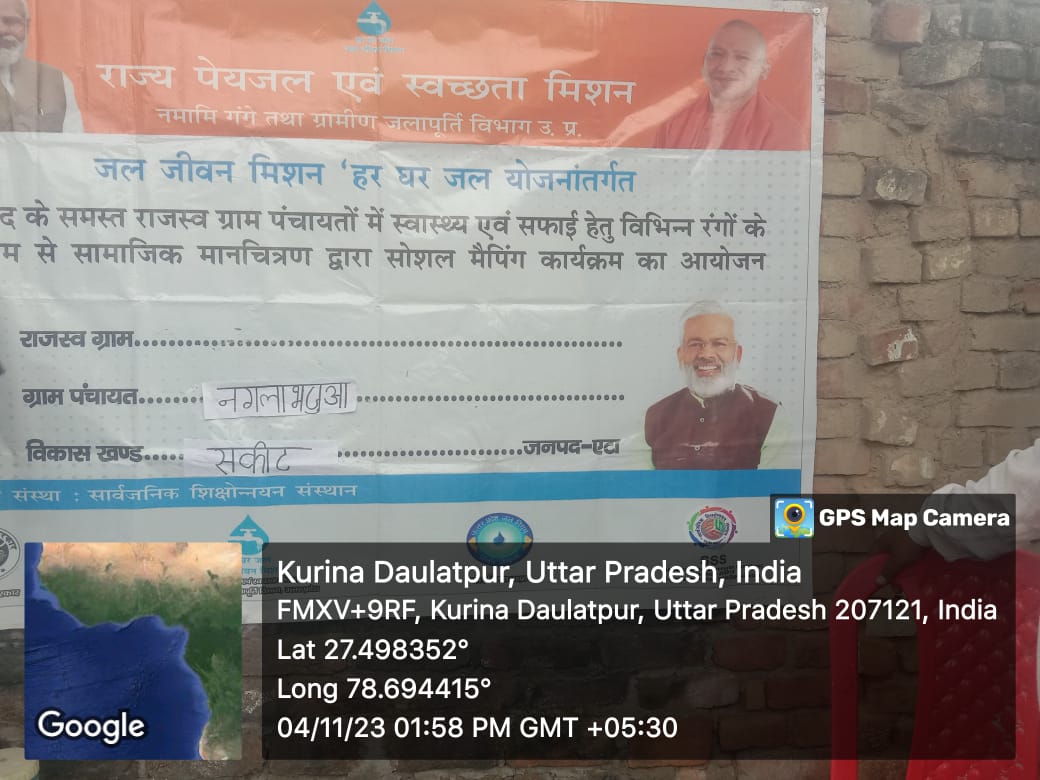 राज्य पेयजल एवं स्वच्छता मिशन
नमामि गंगे तथा ग्रामीण जलापूर्ति विभाग उ. प्र.
जल जीवन मिशन 'हर घर जल योजनांतर्गत
द के समस्त राजस्व ग्राम पंचायतों में स्वास्थ्य एवं सफाई हेतु विभिन्न रंगों के
म से सामाजिक मानचित्रण द्वारा सोशल मैपिंग कार्यक्रम का आयोजन
राजस्व ग्राम
ग्राम पंचायत
विकास खण्ड..... सकीट ......जनपद-एटा
संस्था : सार्वजनिक शिक्षोन्नयन संस्थान
GPS Map Camera
Kurina Daulatpur, Uttar Pradesh, India
FMXV+9RF, Kurina Daulatpur, Uttar Pradesh 207121, India
Lat 27.498352°
Long 78.694415°
04/11/23 01:58 PM GMT +05:30
Google